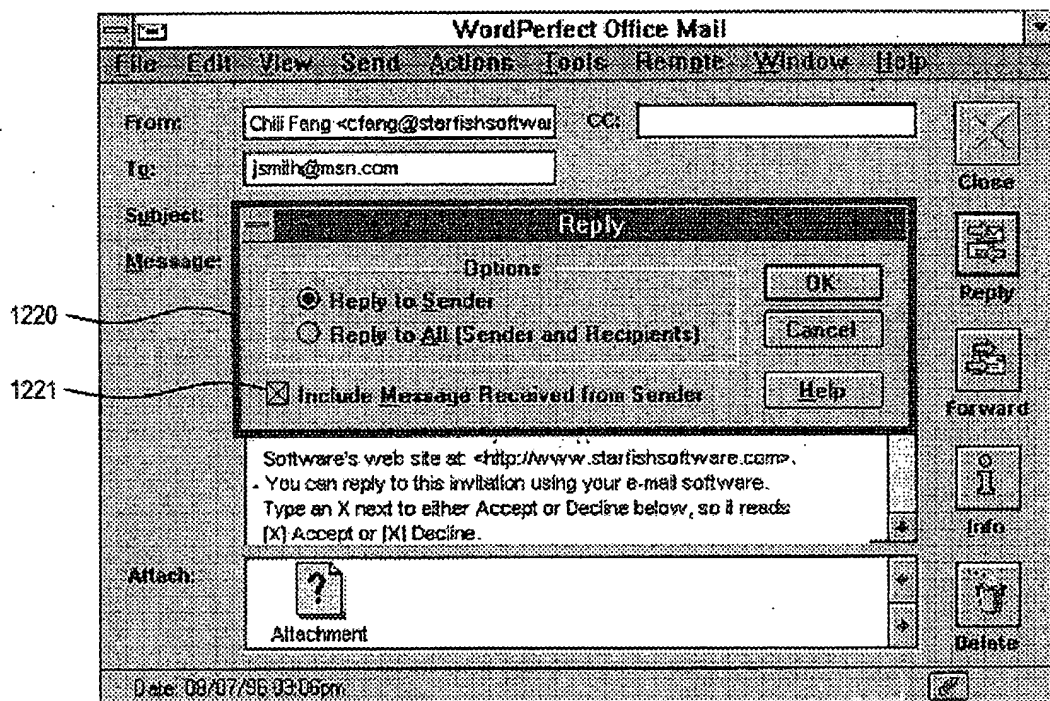 WordPerfect Office Mail
File Edit View Send Actions Tools Remote Window Help
From: Chili Fang <cfang@starfishsoftwar CC:
To: jsmith@msn.com
Close
Subject:
Message:
Reply
Options
Reply to Sender
Reply to All (Sender and Recipients)
Include Message Received from Sender
OK
Cancel
Help
1220
1221
Reply
Forward
Software's web site at: <http://www.starfishsoftware.com>.
- You can reply to this invitation using your e-mail software.
Type an X next to either Accept or Decline below, so it reads
[X] Accept or [X] Decline.
Info
Attach:
Attachment
Delete
Date: 08/07/96 03:06pm